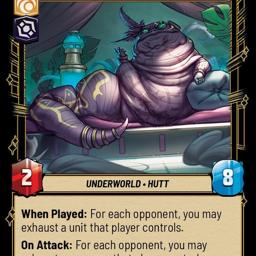 2
8
UNDERWORLD • HUTT
When Played: For each opponent, you may
exhaust a unit that player controls.
On Attack: For each opponent, you may